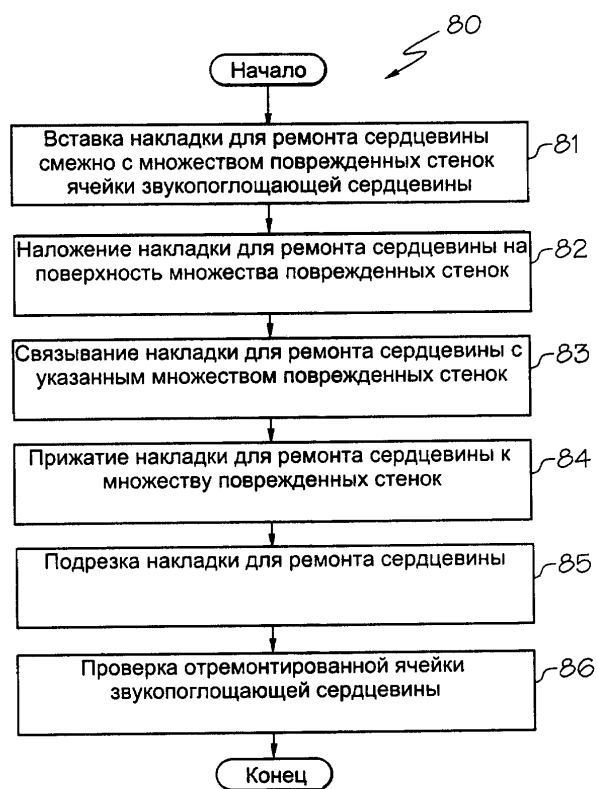 80
Начало
Вставка накладки для ремонта сердцевины
смежно с множеством поврежденных стенок
ячейки звукопоглощающей сердцевины
81
Наложение накладки для ремонта сердцевины на
поверхность множества поврежденных стенок
82
Связывание накладки для ремонта сердцевины с
указанным множеством поврежденных стенок
83
Прижатие накладки для ремонта сердцевины к
множеству поврежденных стенок
84
Подрезка накладки для ремонта сердцевины
85
Проверка отремонтированной ячейки
звукопоглощающей сердцевины
86
Конец